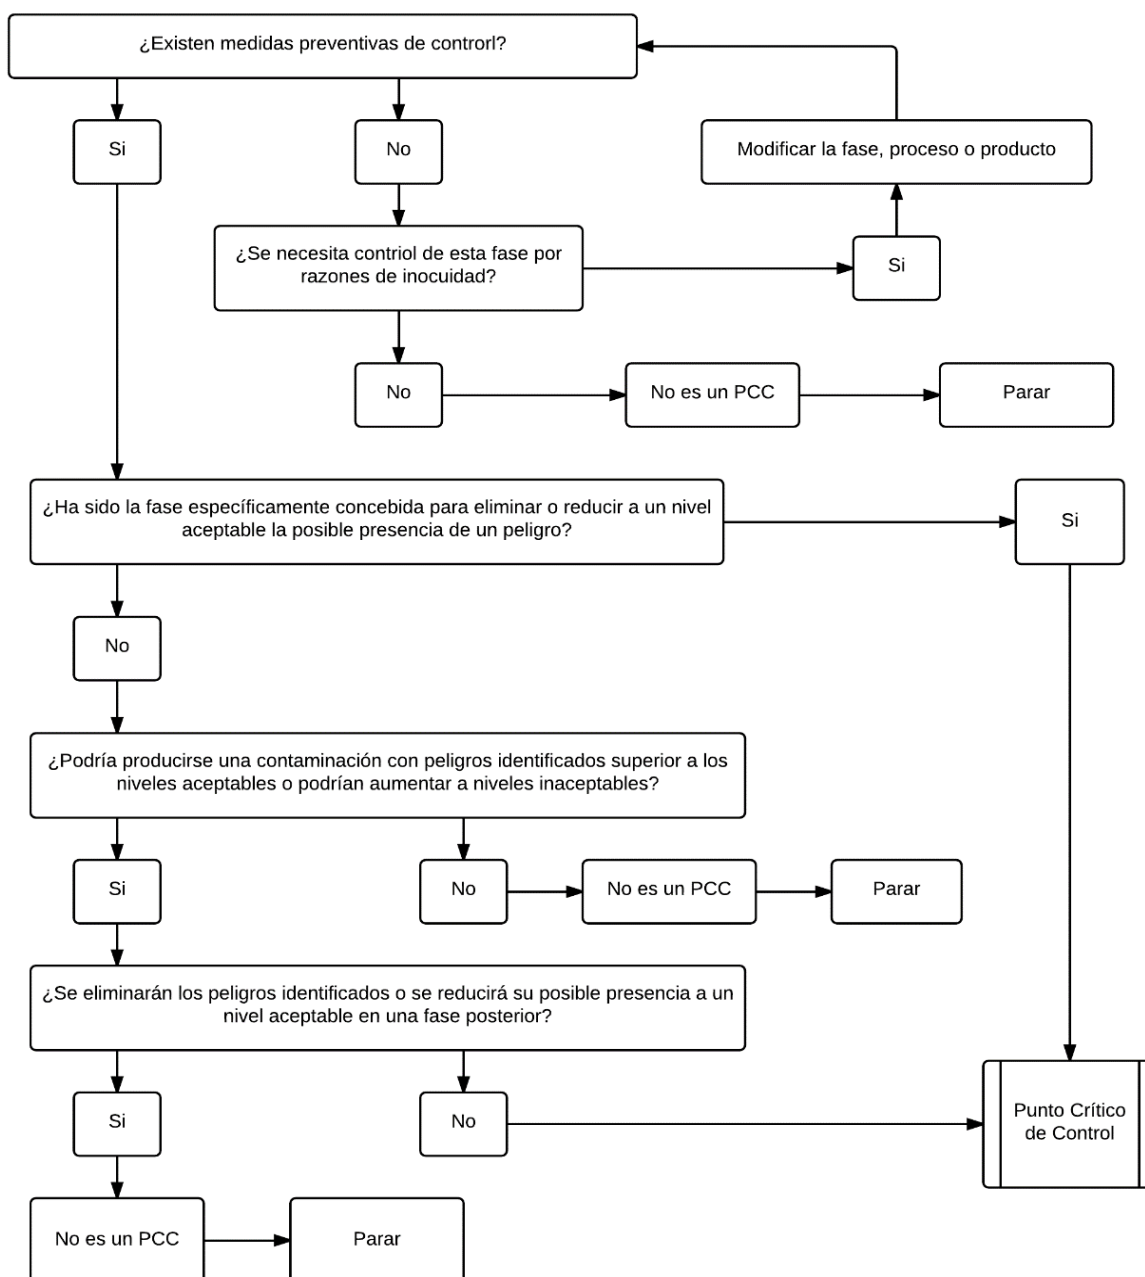 ¿Existen medidas preventivas de controrl?
Si
No
Modificar la fase, proceso o producto
¿Se necesita contriol de esta fase por
razones de inocuidad?
Si
No
No es un PCC
Parar
¿Ha sido la fase específicamente concebida para eliminar o reducir a un nivel
aceptable la posible presencia de un peligro?
Si
No
¿Podría producirse una contaminación con peligros identificados superior a los
niveles aceptables o podrían aumentar a niveles inaceptables?
Si
No
No es un PCC
Parar
¿Se eliminarán los peligros identificados o se reducirá su posible presencia a un
nivel aceptable en una fase posterior?
Si
No
Punto Crítico
de Control
No es un PCC
Parar